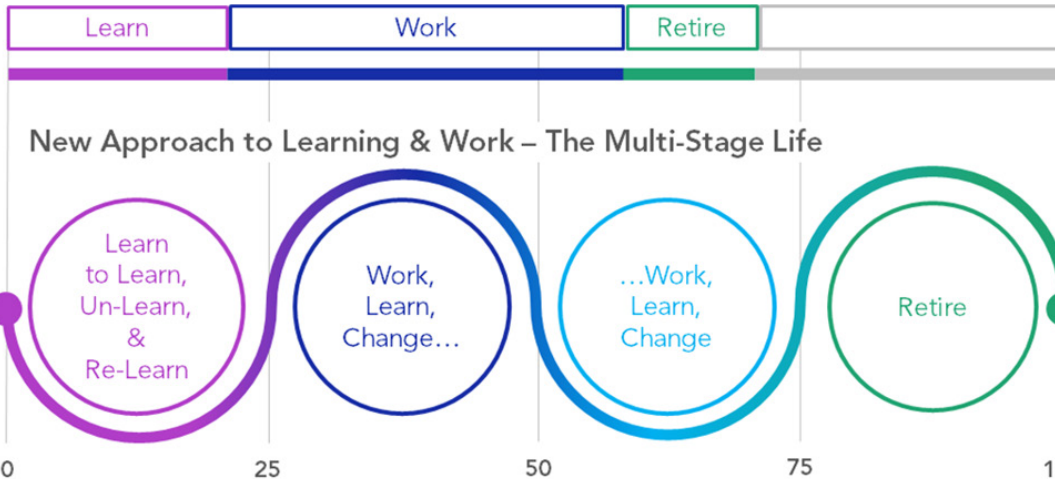 Learn
Work
Retire
New Approach to Learning & Work – The Multi-Stage Life
Learn
to Learn,
Un-Learn,
&
Re-Learn
Work,
Learn,
Change…
…Work,
Learn,
Change
Retire
0
25
50
75
1